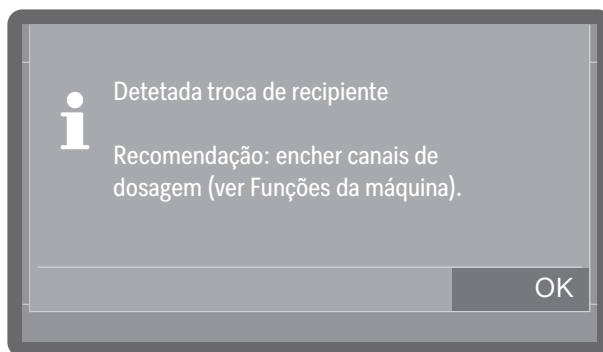 Detetada troca de recipiente
Recomendação: encher canais de
dosagem (ver Funções da máquina).
OK